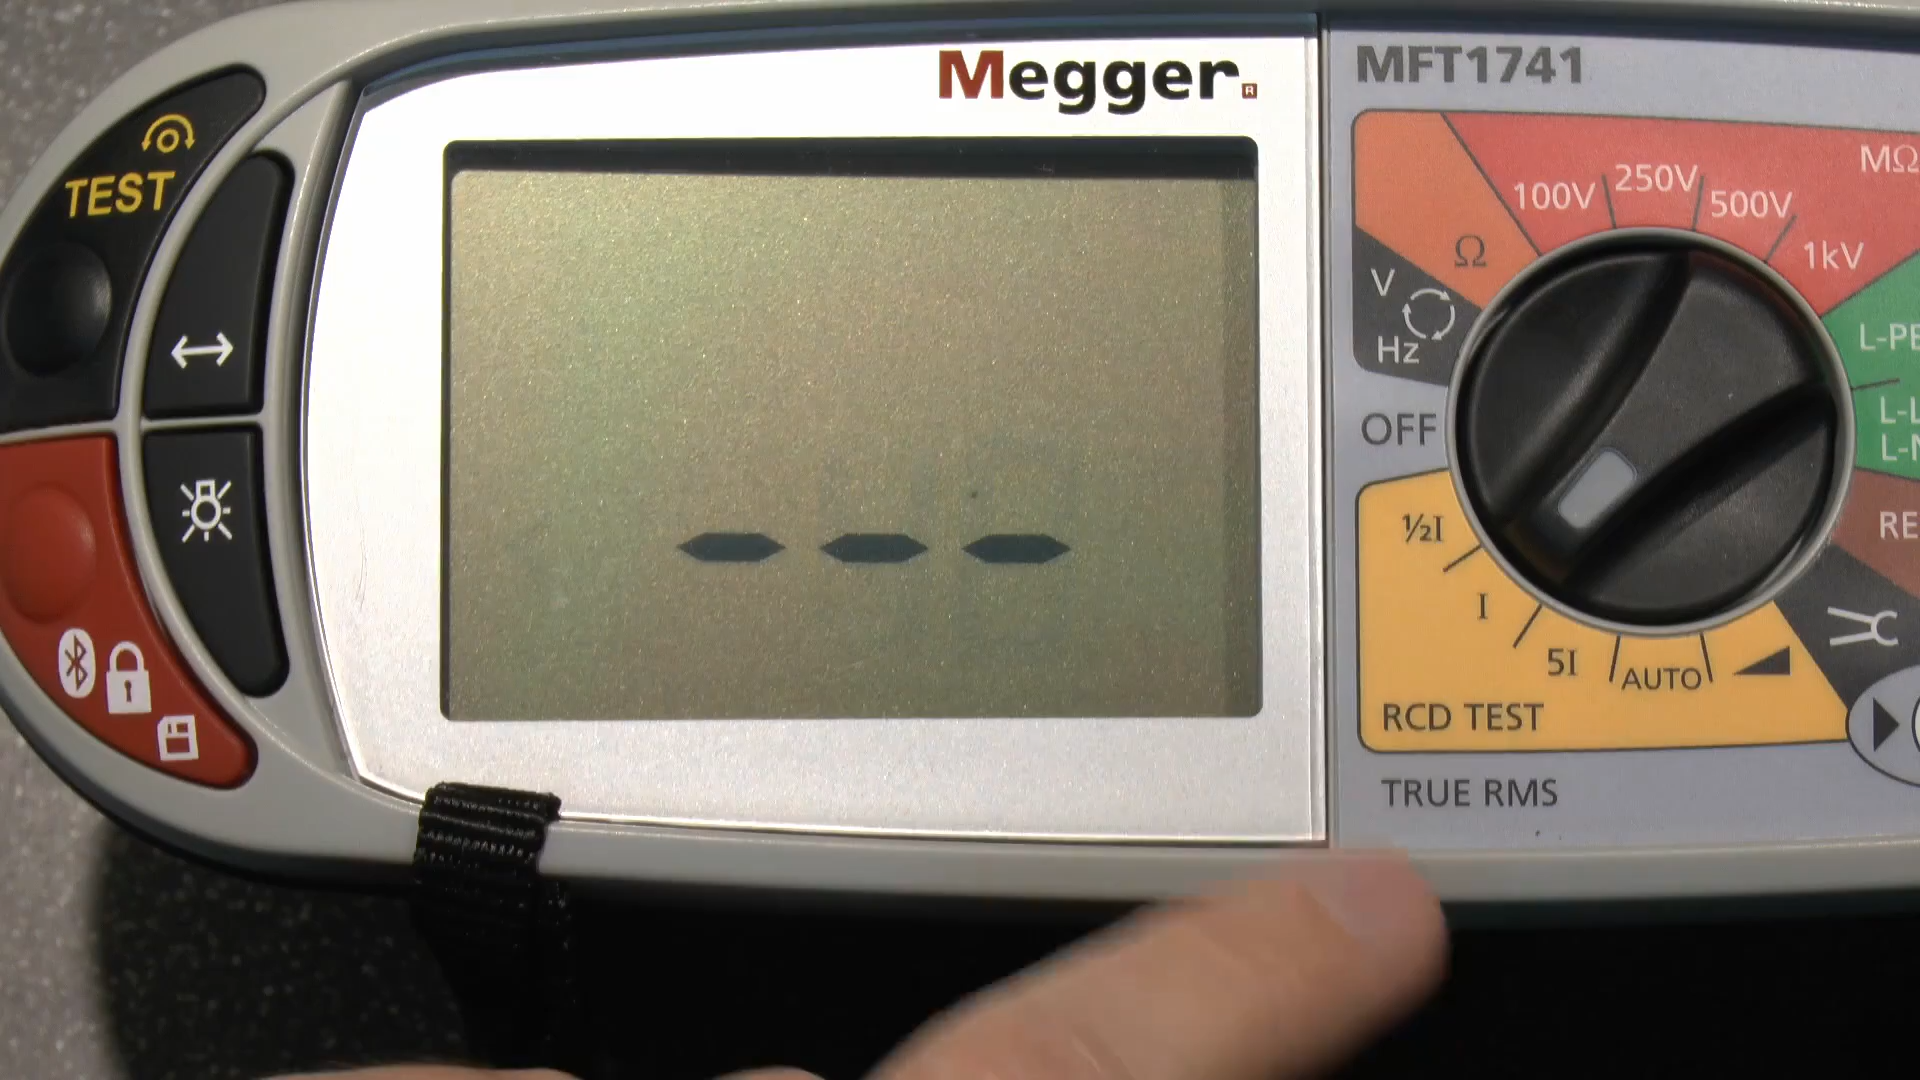 Megger.
MFT1741
TEST
MΩ
100V
250V
500V
1kV
Ω
V
Hz
OFF
½I
I
5I
AUTO
RCD TEST
TRUE RMS
L-PE